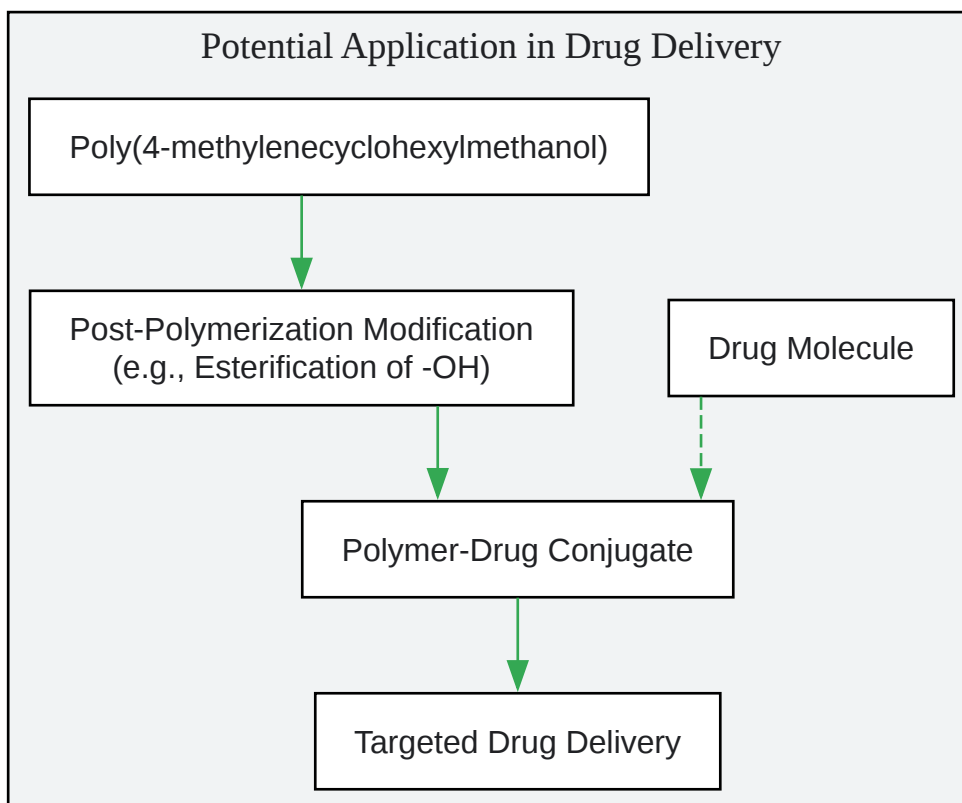 Potential Application in Drug Delivery
Poly(4-methylenecyclohexylmethanol)
Post-Polymerization Modification
(e.g., Esterification of -OH)
Drug Molecule
Polymer-Drug Conjugate
Targeted Drug Delivery